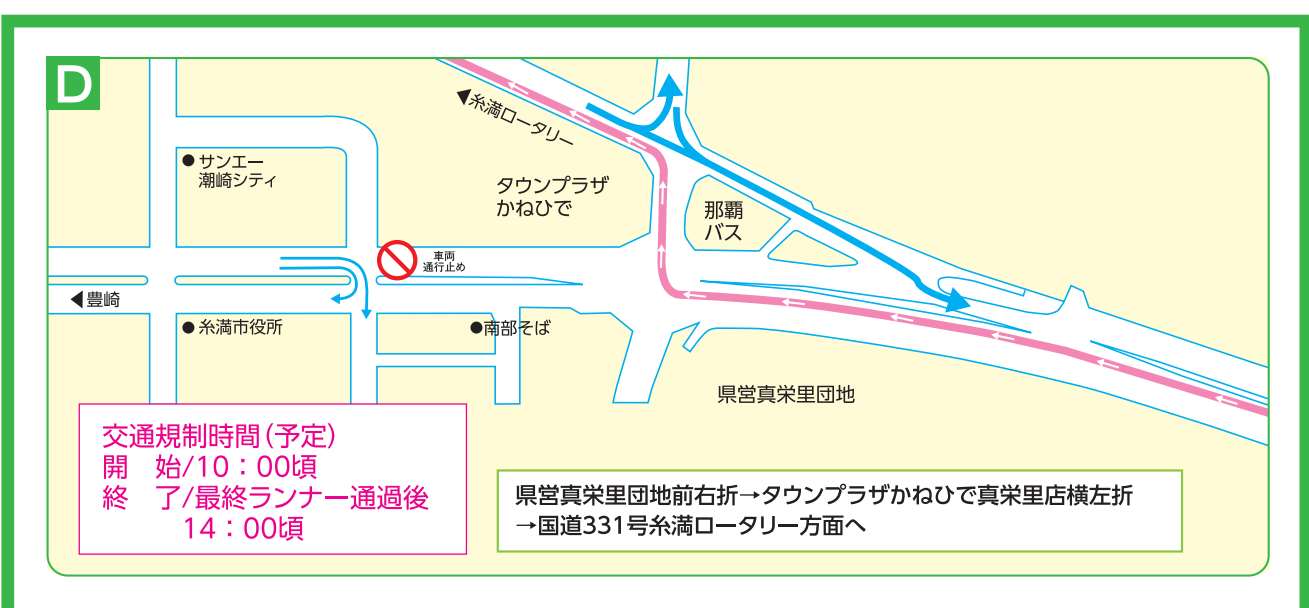 D
◀糸満ロータリー
●サンエー
潮崎シティ
タウンプラザ
かねひで
那覇
バス
車両
通行止め
◀豊崎
●糸満市役所
●南部そば
県営真栄里団地
交通規制時間(予定)
開　始/10：00頃
終　了/最終ランナー通過後
14：00頃
県営真栄里団地前右折→タウンプラザかねひで真栄里店横左折
→国道331号糸満ロータリー方面へ